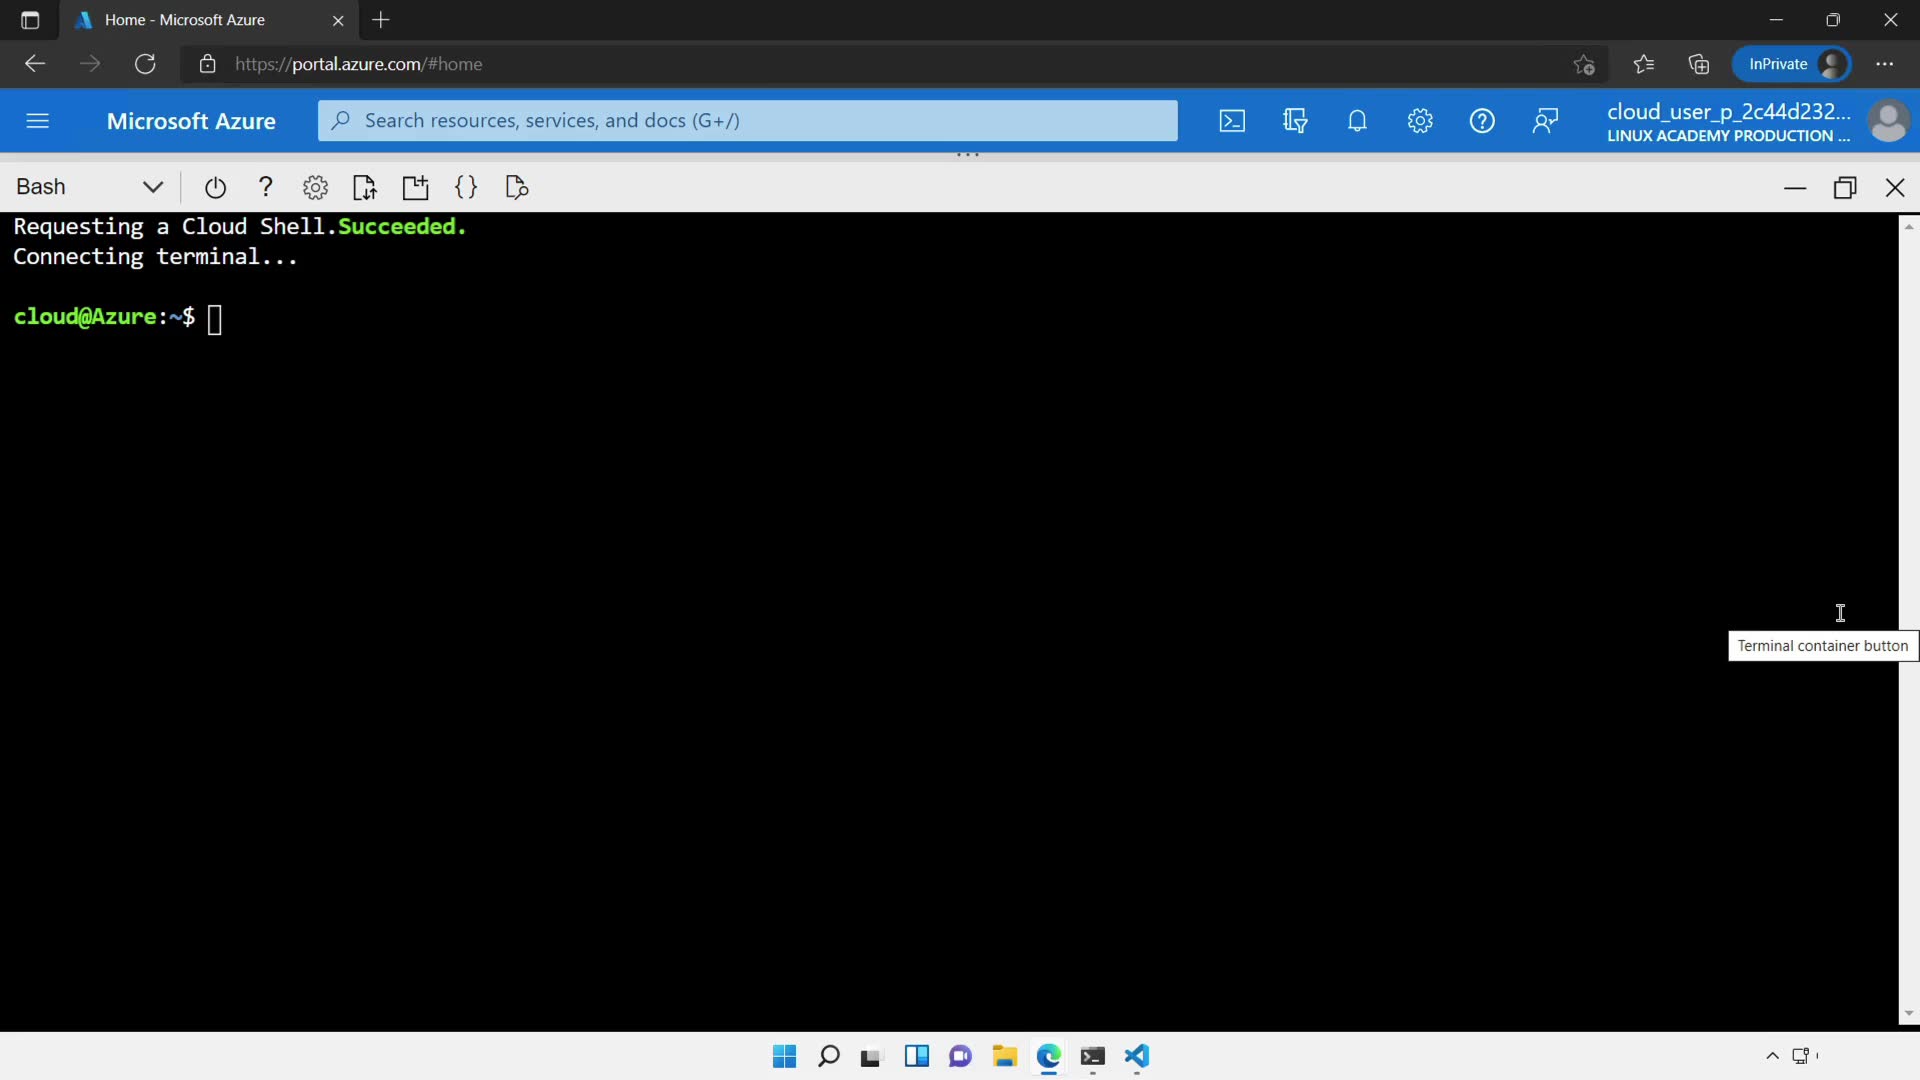 Home - Microsoft Azure
https://portal.azure.com/#home
InPrivate
Microsoft Azure
Search resources, services, and docs (G+/)
cloud_user_p_2c44d232...
LINUX ACADEMY PRODUCTION ...
Bash
Requesting a Cloud Shell.Succeeded.
Connecting terminal...
cloud@Azure:~$
Terminal container button